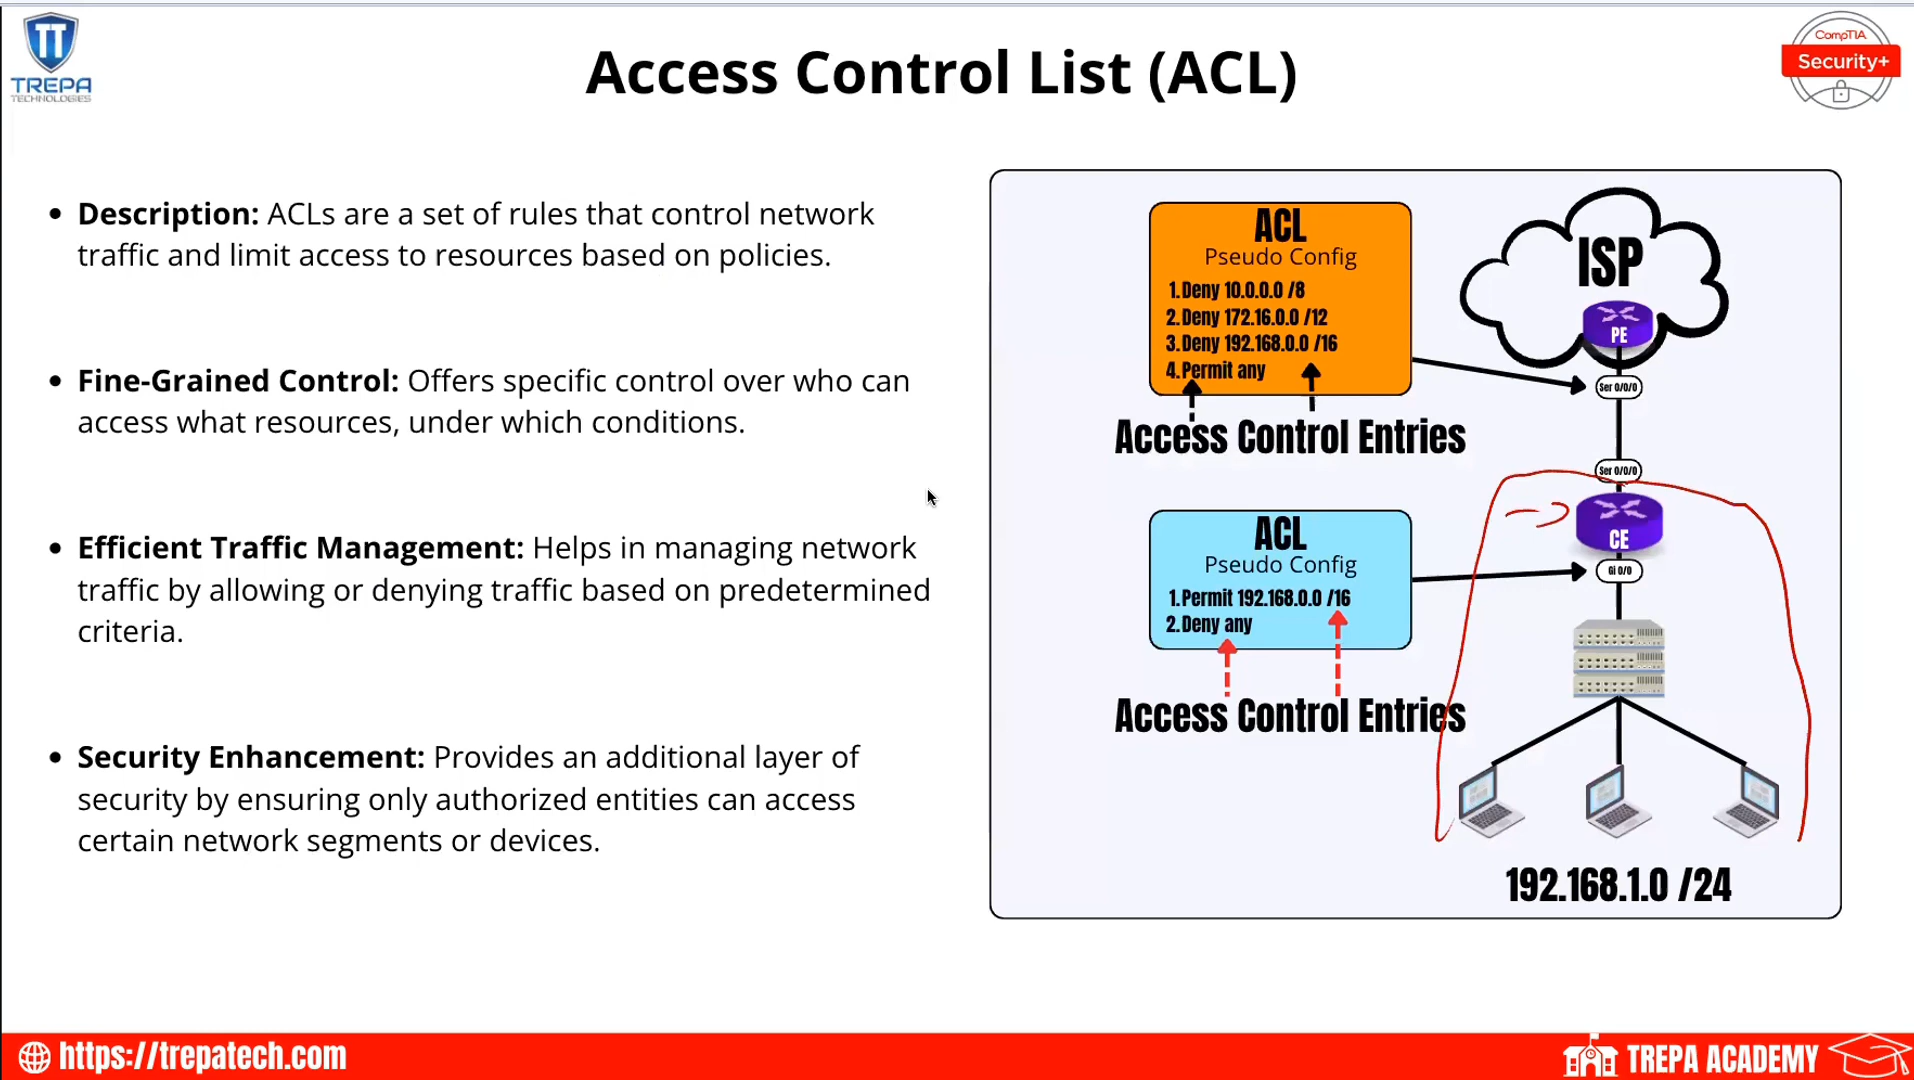 TT
TREPA
TECHNOLOGIES
Access Control List (ACL)
CompTIA
Security+
• Description: ACLs are a set of rules that control network
traffic and limit access to resources based on policies.
• Fine-Grained Control: Offers specific control over who can
access what resources, under which conditions.
• Efficient Traffic Management: Helps in managing network
traffic by allowing or denying traffic based on predetermined
criteria.
• Security Enhancement: Provides an additional layer of
security by ensuring only authorized entities can access
certain network segments or devices.
ACL
Pseudo Config
1. Deny 10.0.0.0 /8
2. Deny 172.16.0.0 /12
3. Deny 192.168.0.0 /16
4. Permit any
Access Control Entries
ISP
PE
Ser 0/0/0
Ser 0/0/0
CE
Gi 0/0
ACL
Pseudo Config
1. Permit 192.168.0.0 /16
2. Deny any
Access Control Entries
192.168.1.0 /24
https://trepatech.com
TREPA ACADEMY